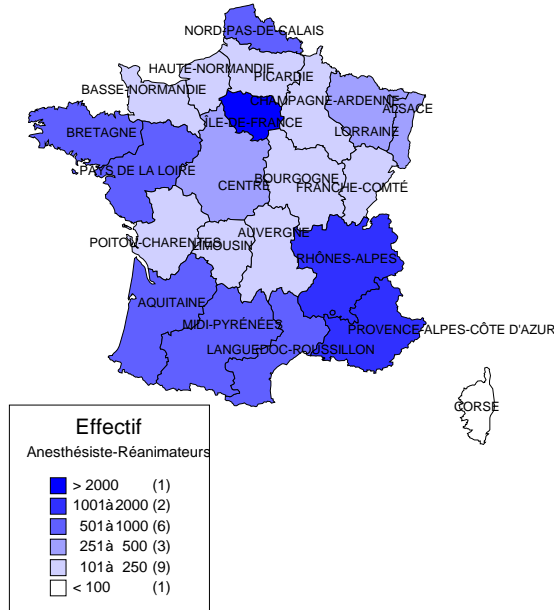 NORD-PAS-DE-CALAIS
HAUTE-NORMANDIE
PICARDIE
BASSE-NORMANDIE
CHAMPAGNE-ARDENNE
ALSACE
ÎLE-DE FRANCE
BRETAGNE
LORRAINE
PAYS DE LA LOIRE
BOURGOGNE
CENTRE
FRANCHE-COMTÉ
AUVERGNE
POITOU-CHARENTES
LIMOUSIN
RHÔNES-ALPES
AQUITAINE
MIDI-PYRÉNÉES
PROVENCE-ALPES-CÔTE D'AZUR
LANGUEDOC-ROUSSILLON
CORSE
Effectif
Anesthésiste-Réanimateurs
> 2000 (1)
1001à 2000 (2)
501à 1000 (6)
251à 500 (3)
101à 250 (9)
< 100 (1)